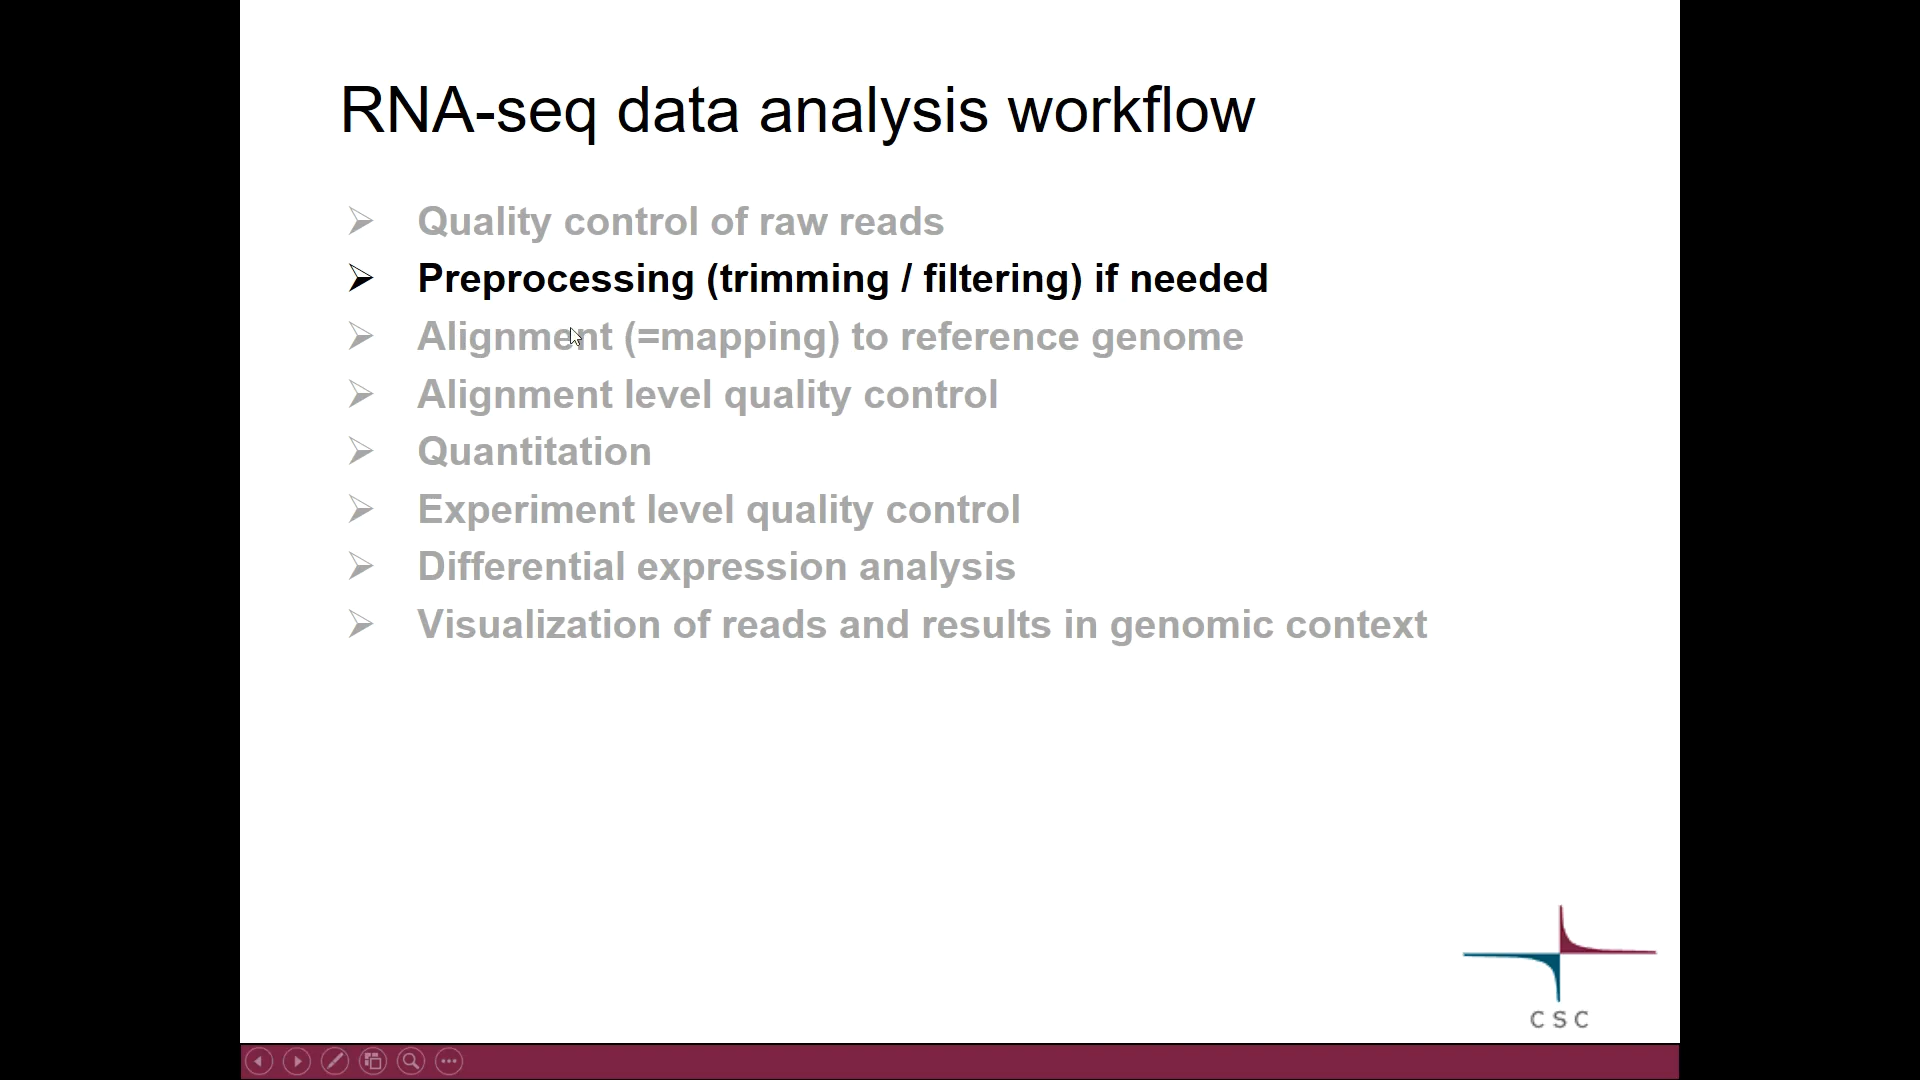 RNA-seq data analysis workflow
Quality control of raw reads
Preprocessing (trimming / filtering) if needed
Alignment (=mapping) to reference genome
Alignment level quality control
Quantitation
Experiment level quality control
Differential expression analysis
Visualization of reads and results in genomic context
CSC